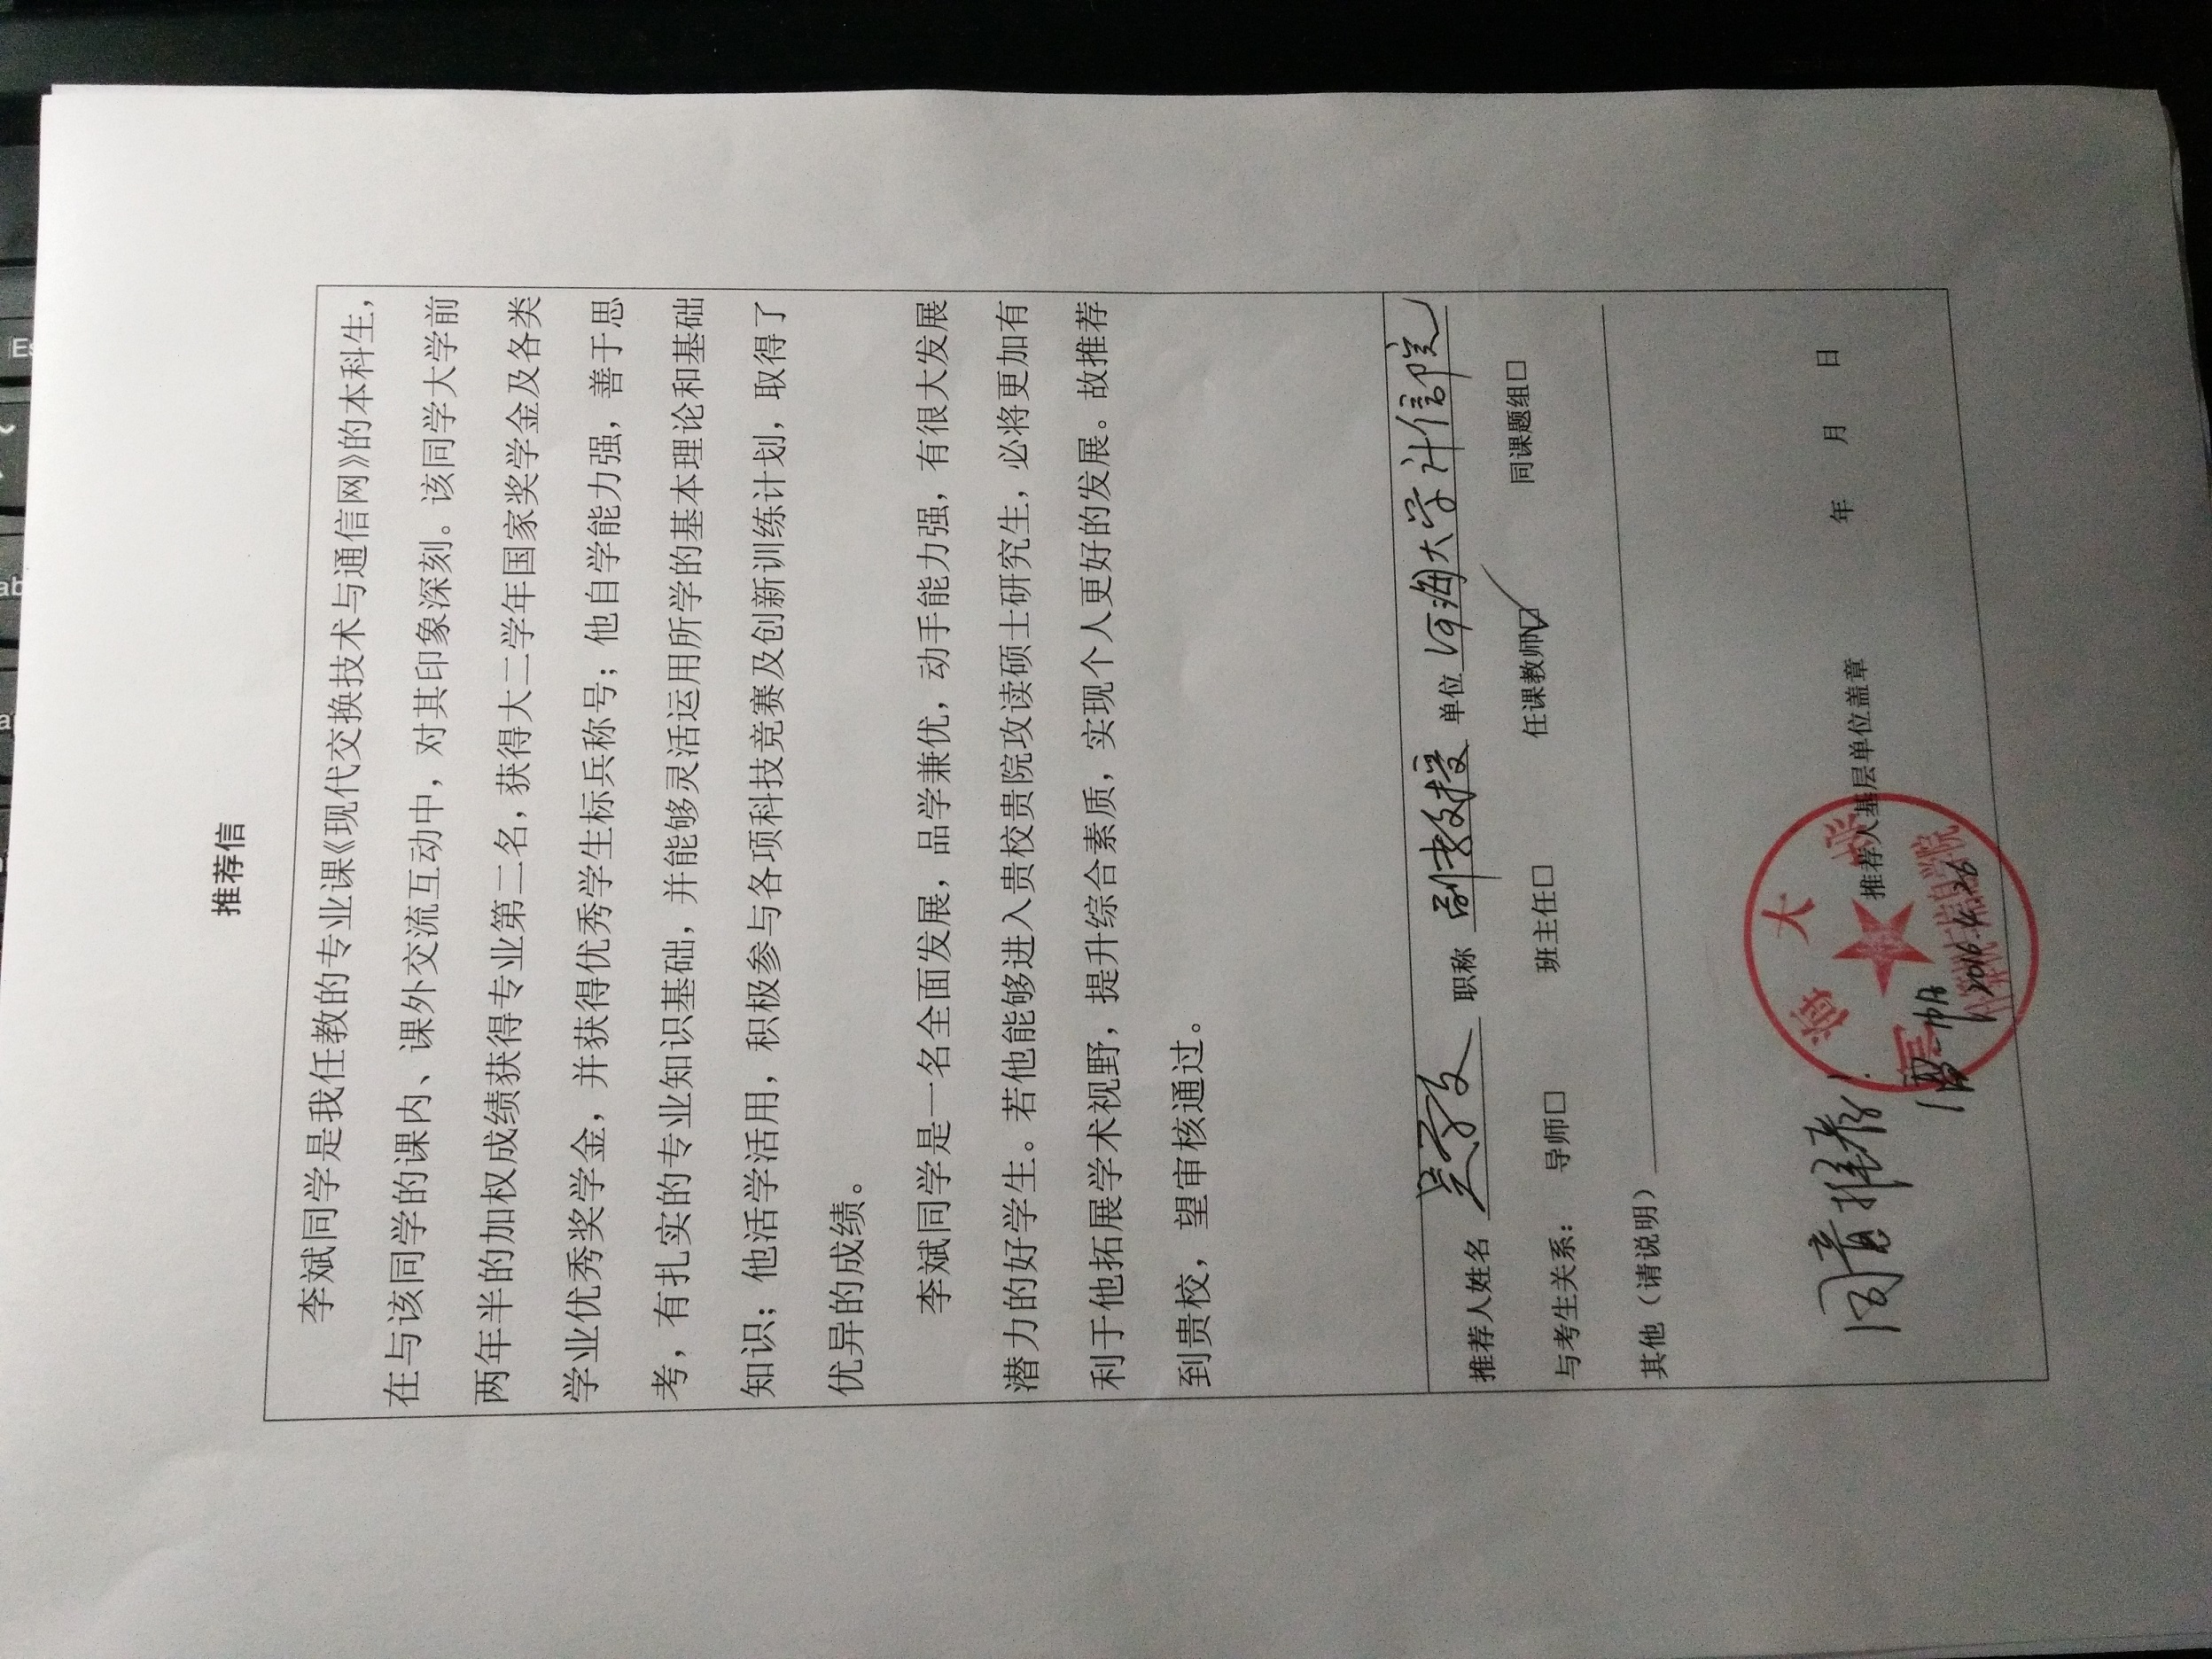 推荐信
李斌同学是我任教的专业课《现代交换技术与通信网》的本科生，
在与该同学的课内、课外交流互动中，对其印象深刻。该同学大学前
两年半的加权成绩获得专业第二名，获得大二学年国家奖学金及各类
学业优秀奖学金，并获得优秀学生标兵称号；他自学能力强，善于思
考，有扎实的专业知识基础，并能够灵活运用所学的基本理论和基础
知识；他活学活用，积极参与各项科技竞赛及创新训练计划，取得了
优异的成绩。
李斌同学是一名全面发展，品学兼优，动手能力强，有很大发展
潜力的好学生。若他能够进入贵校贵院攻读硕士研究生，必将更加有
利于他拓展学术视野，提升综合素质，实现个人更好的发展。故推荐
到贵校，望审核通过。
推荐人姓名 吴学文 职称 副教授 单位 河海大学计信院
与考生关系： 导师□ 班主任□ 任课教师□ 同课题组□
其他（请说明）
同意推荐！
河海大学
推荐人基层单位盖章 年 月 日
计算机与信息学院
2016.4.26